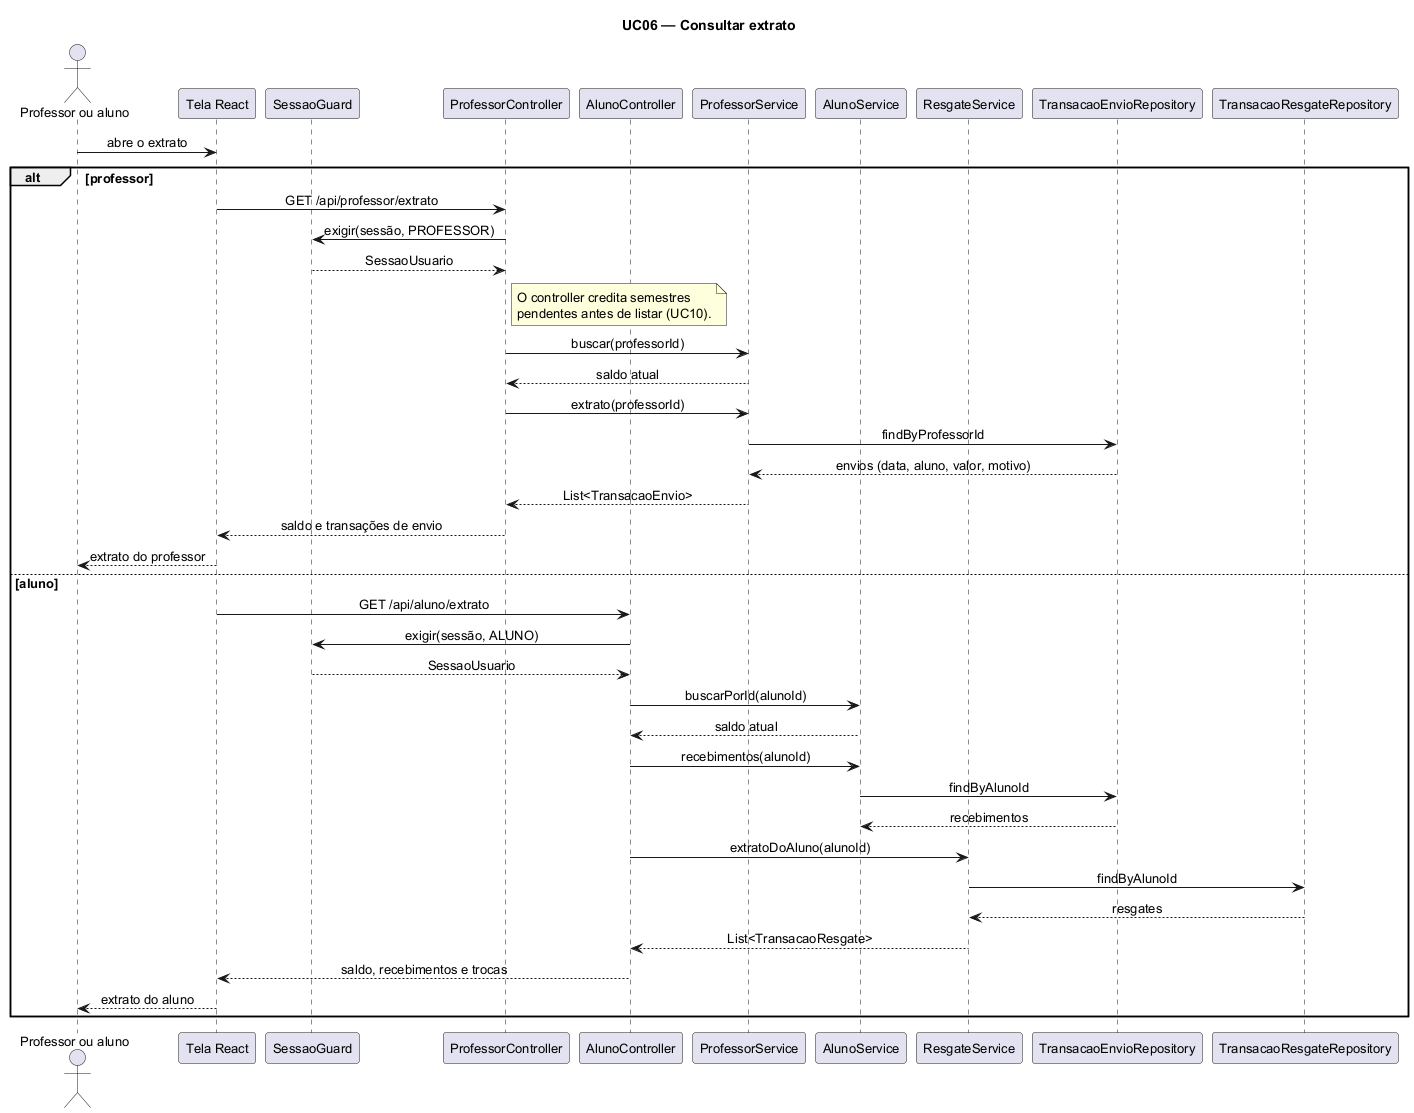 UC06 — Consultar extrato
Professor ou aluno
Tela React
SessaoGuard
ProfessorController
AlunoController
ProfessorService
AlunoService
ResgateService
TransacaoEnvioRepository
TransacaoResgateRepository
abre o extrato
alt
[professor]
GET /api/professor/extrato
exigir(sessão, PROFESSOR)
SessaoUsuario
O controller credita semestres
pendentes antes de listar (UC10).
buscar(professorId)
saldo atual
extrato(professorId)
findByProfessorId
envios (data, aluno, valor, motivo)
List<TransacaoEnvio>
saldo e transações de envio
extrato do professor
[aluno]
GET /api/aluno/extrato
exigir(sessão, ALUNO)
SessaoUsuario
buscarPorId(alunoId)
saldo atual
recebimentos(alunoId)
findByAlunoId
recebimentos
extratoDoAluno(alunoId)
findByAlunoId
resgates
List<TransacaoResgate>
saldo, recebimentos e trocas
extrato do aluno
Professor ou aluno
Tela React
SessaoGuard
ProfessorController
AlunoController
ProfessorService
AlunoService
ResgateService
TransacaoEnvioRepository
TransacaoResgateRepository